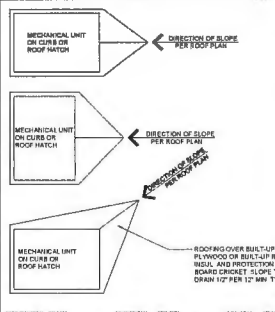 MECHANICAL UNIT
ON CURB OR
ROOF HATCH
DIRECTION OF SLOPE
PER ROOF PLAN
MECHANICAL UNIT
ON CURB OR
ROOF HATCH
DIRECTION OF SLOPE
PER ROOF PLAN
DIRECTION OF SLOPE
PER ROOF PLAN
MECHANICAL UNIT
ON CURB OR
ROOF HATCH
ROOFING OVER BUILT-UP
PLYWOOD OR BUILT-UP
INSUL AND PROTECTION
BOARD CRICKET SLOPE
DRAIN 1/2" PER 12" MIN